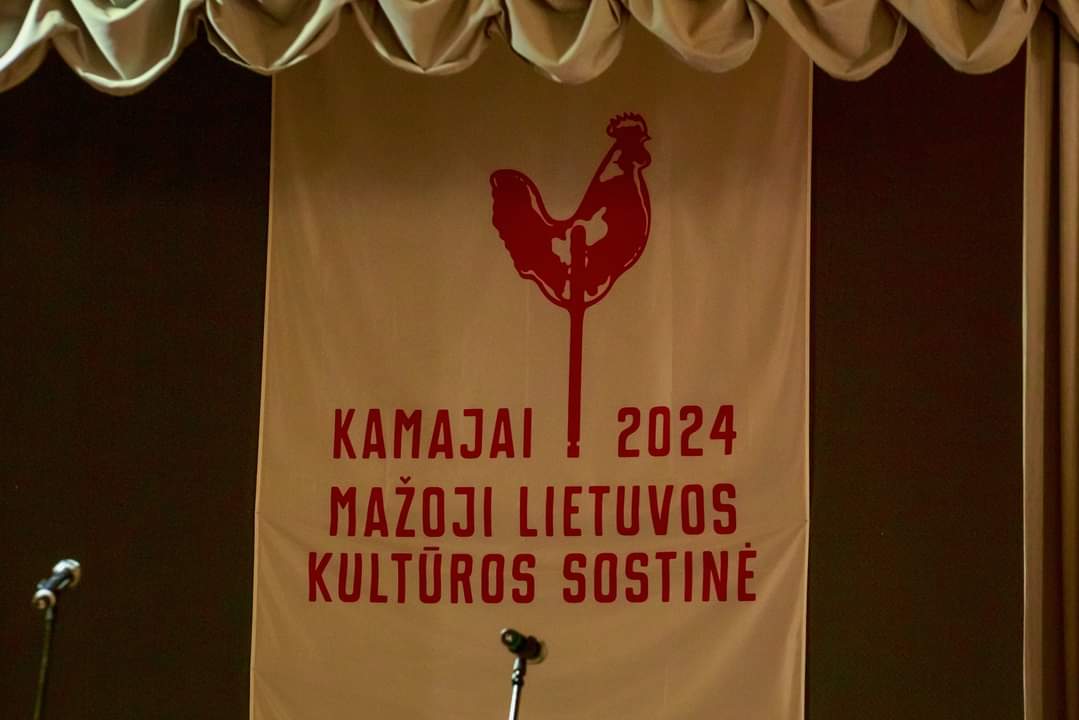 KAMAJAI 2024
MAŽOJI LIETUVOS
KULTŪROS SOSTINĖ